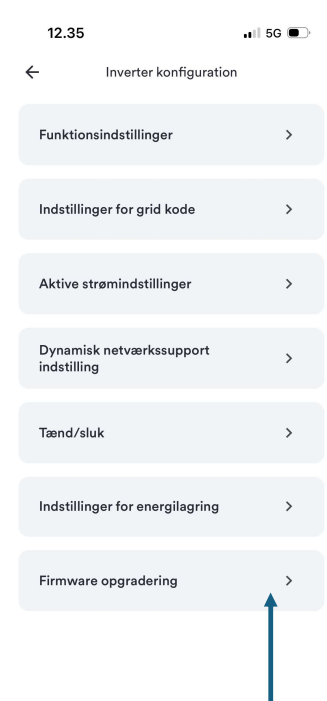 12.35
5G
Inverter konfiguration
Funktionsindstillinger
Indstillinger for grid kode
Aktive strømindstillinger
Dynamisk netværkssupport
indstilling
Tænd/sluk
Indstillinger for energilagring
Firmware opgradering